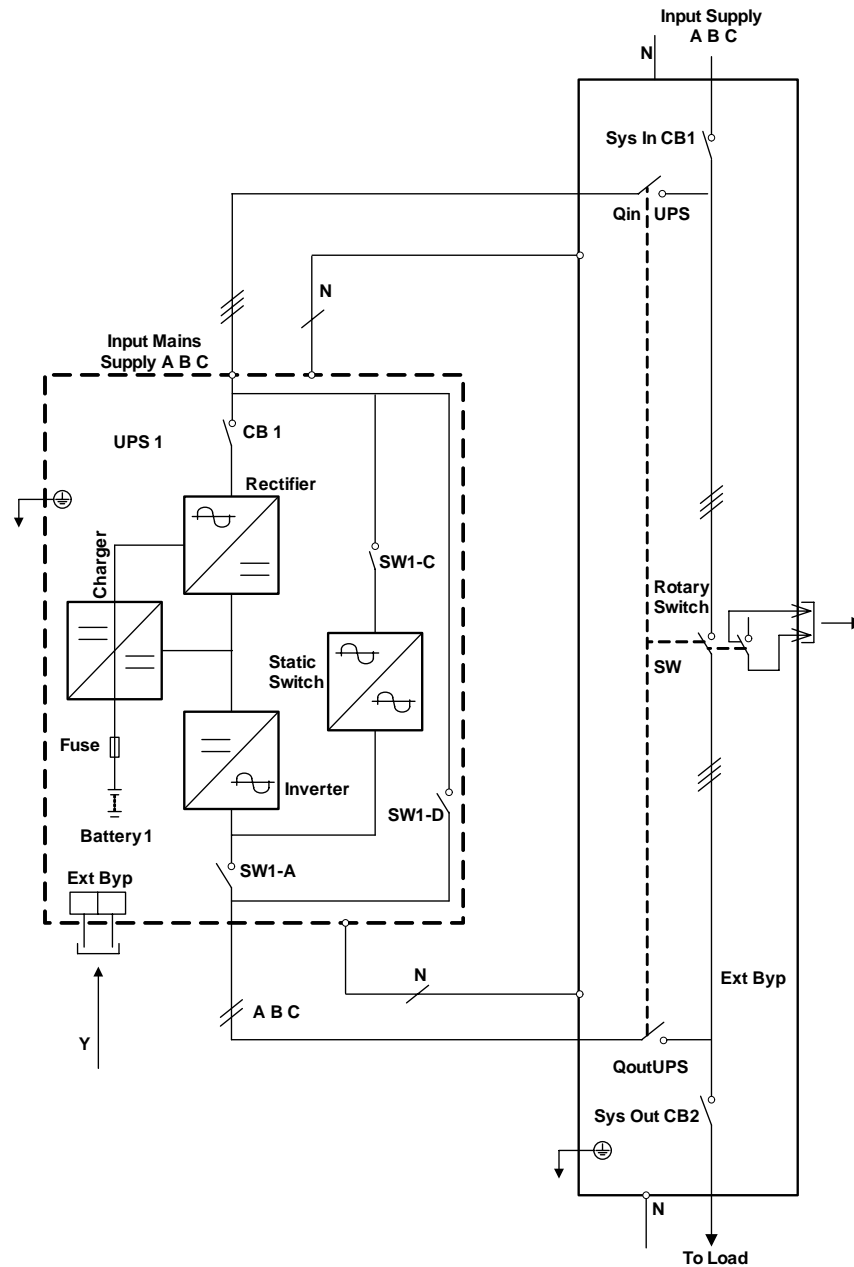 Input Supply
A B C
N
Sys In CB1
Qin UPS
N
Input Mains
Supply A B C
UPS 1
CB 1
Rectifier
Charger
SW1-C
Rotary
Switch
SW
Static
Switch
Fuse
Inverter
Battery 1
SW1-D
SW1-A
Ext Byp
N
Ext Byp
A B C
Y
QoutUPS
Sys Out CB2
N
To Load